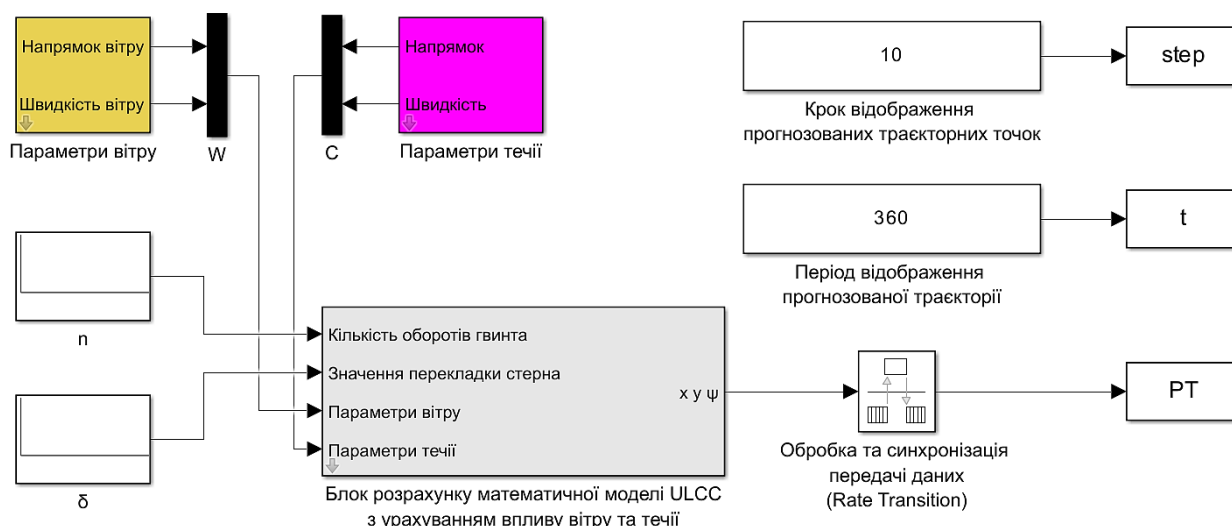 Напрямок вітру
Швидкість вітру
Параметри вітру
W
Напрямок
Швидкість
C
Параметри течії
10
step
Крок відображення
прогнозованих траєкторних точок
360
t
Період відображення
прогнозованої траєкторії
n
δ
Кількість оборотів гвинта
Значення перекладки стерна
Параметри вітру
Параметри течії
x y ψ
Блок розрахунку математичної моделі ULCC
з урахуванням впливу вітру та течії
Обробка та синхронізація
передачі даних
(Rate Transition)
PT